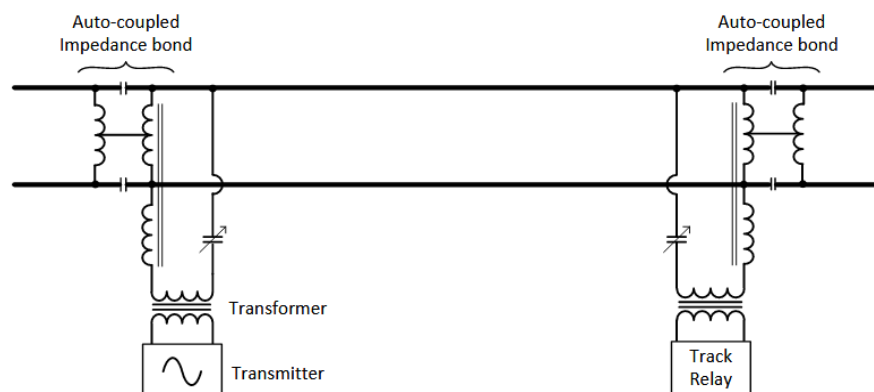 Auto-coupled
Impedance bond
Auto-coupled
Impedance bond
Transformer
Transmitter
Track
Relay